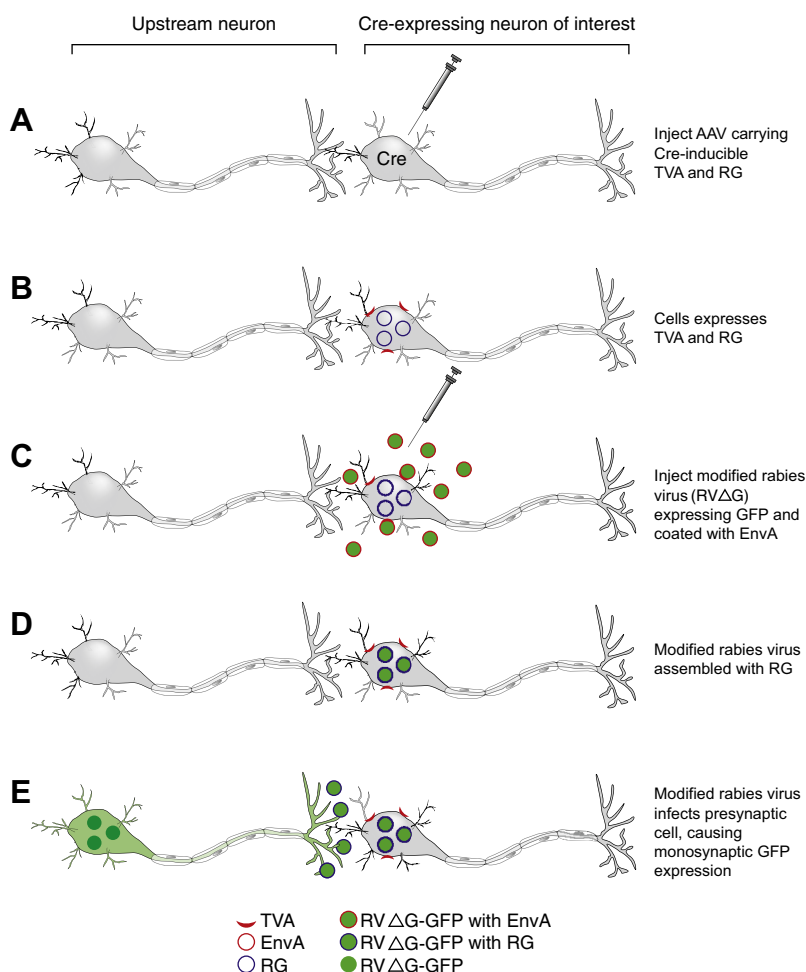 Upstream neuron
Cre-expressing neuron of interest
A
Cre
Inject AAV carrying
Cre-inducible
TVA and RG
B
Cells expresses
TVA and RG
C
Inject modified rabies
virus (RV△G)
expressing GFP and
coated with EnvA
D
Modified rabies virus
assembled with RG
E
Modified rabies virus
infects presynaptic
cell, causing
monosynaptic GFP
expression
TVA
RV△G-GFP with EnvA
EnvA
RV△G-GFP with RG
RG
RV△G-GFP